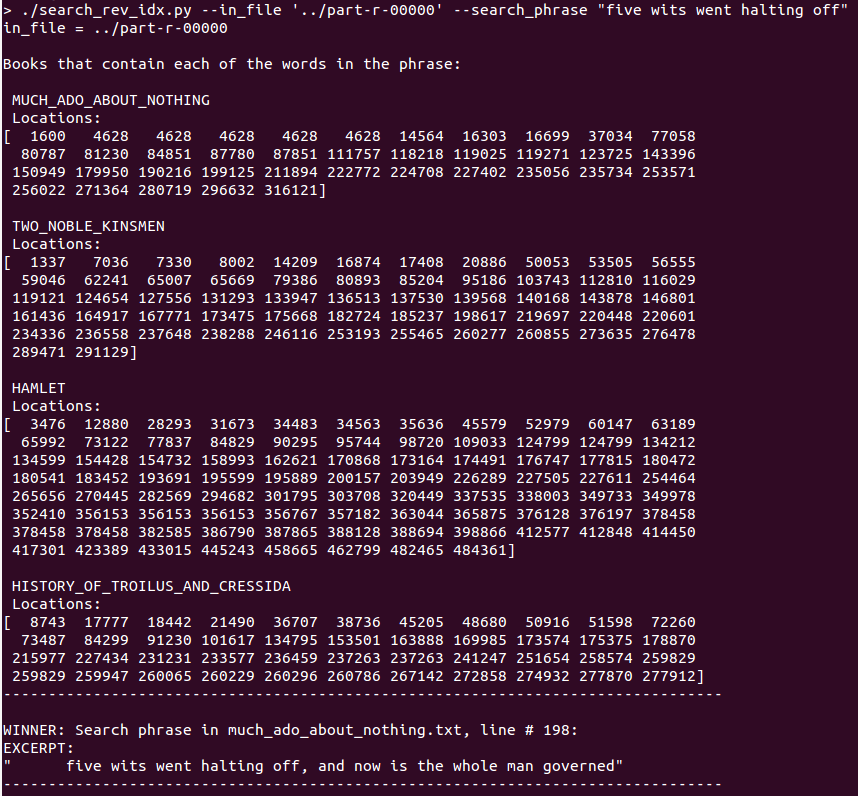 > ./search_rev_idx.py --in_file '../part-r-00000' --search_phrase "five wits went halting off"
in_file = ../part-r-00000
Books that contain each of the words in the phrase:
MUCH_ADO_ABOUT_NOTHING
Locations:
[  1600   4628   4628   4628   4628   4628  14564  16303  16699  37034  77058
  80787  81230  84851  87780  87851 111757 118218 119025 119271 123725 143396
 150949 179950 190216 199125 211894 222772 224708 227402 235056 235734 253571
 256022 271364 280719 296632 316121]
TWO_NOBLE_KINSMEN
Locations:
[  1337   7036   7330   8002  14209  16874  17408  20886  50053  53505  56555
  59046  62241  65007  65669  79386  80893  85204  95186 103743 112810 116029
 119121 124654 127556 131293 133947 136513 137530 139568 140168 143878 146801
 161436 164917 167771 173475 175668 182724 185237 198617 219697 220448 220601
 234336 236558 237648 238288 246116 253193 255465 260277 260855 273635 276478
 289471 291129]
HAMLET
Locations:
[  3476  12880  28293  31673  34483  34563  35636  45579  52979  60147  63189
  65992  73122  77837  84829  90295  95744  98720 109033 124799 124799 134212
 134599 154428 154732 158993 162621 170868 173164 174491 176747 177815 180472
 180541 183452 193691 195599 195889 200157 203949 226289 227505 227611 254464
 265656 270445 282569 294682 301795 303708 320449 337535 338003 349733 349978
 352410 356153 356153 356153 356767 357182 363044 365875 376128 376197 378458
 378458 378458 382585 386790 387865 388128 388694 398866 412577 412848 414450
 417301 423389 433015 445243 458665 462799 482465 484361]
HISTORY_OF_TROILUS_AND_CRESSIDA
Locations:
[  8743  17777  18442  21490  36707  38736  45205  48680  50916  51598  72260
  73487  84299  91230 101617 134795 153501 163888 169985 173574 175375 178870
 215977 227434 231231 233577 236459 237263 237263 241247 251654 258574 259829
 259829 259947 260065 260229 260296 260786 267142 272858 274932 277870 277912]
--------------------------------------------------------------------------------
WINNER: Search phrase in much_ado_about_nothing.txt, line # 198:
EXCERPT:
"      five wits went halting off, and now is the whole man governed"
--------------------------------------------------------------------------------